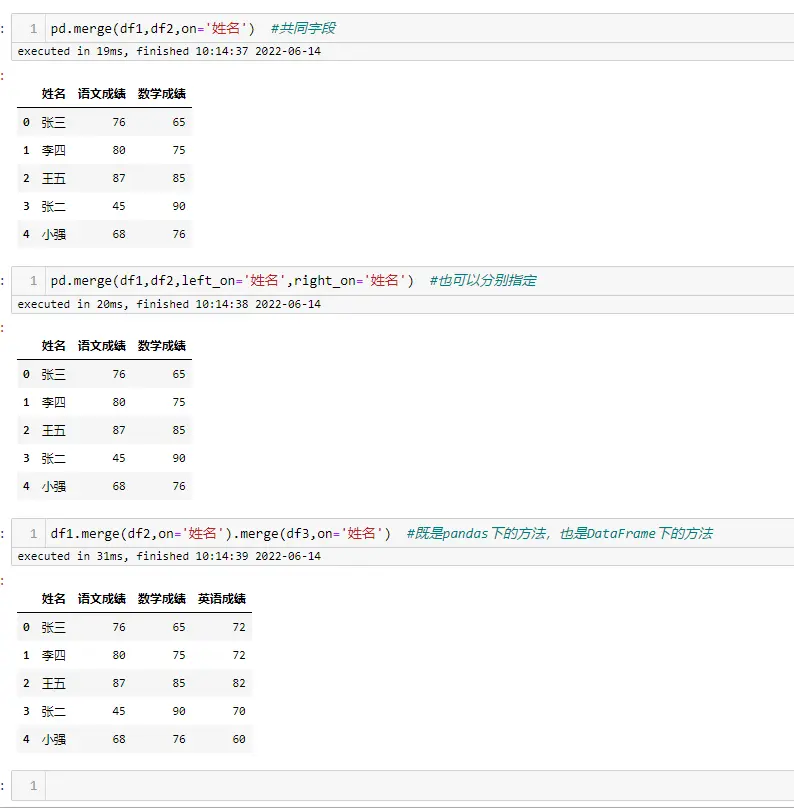 1 pd.merge(df1,df2,on='姓名') #共同字段
executed in 19ms, finished 10:14:37 2022-06-14
姓名 语文成绩 数学成绩
0 张三 76 65
1 李四 80 75
2 王五 87 85
3 张二 45 90
4 小强 68 76
1 pd.merge(df1,df2,left_on='姓名',right_on='姓名') #也可以分别指定
executed in 20ms, finished 10:14:38 2022-06-14
姓名 语文成绩 数学成绩
0 张三 76 65
1 李四 80 75
2 王五 87 85
3 张二 45 90
4 小强 68 76
1 df1.merge(df2,on='姓名').merge(df3,on='姓名') #既是pandas下的方法，也是DataFrame下的方法
executed in 31ms, finished 10:14:39 2022-06-14
姓名 语文成绩 数学成绩 英语成绩
0 张三 76 65 72
1 李四 80 75 72
2 王五 87 85 82
3 张二 45 90 70
4 小强 68 76 60
1